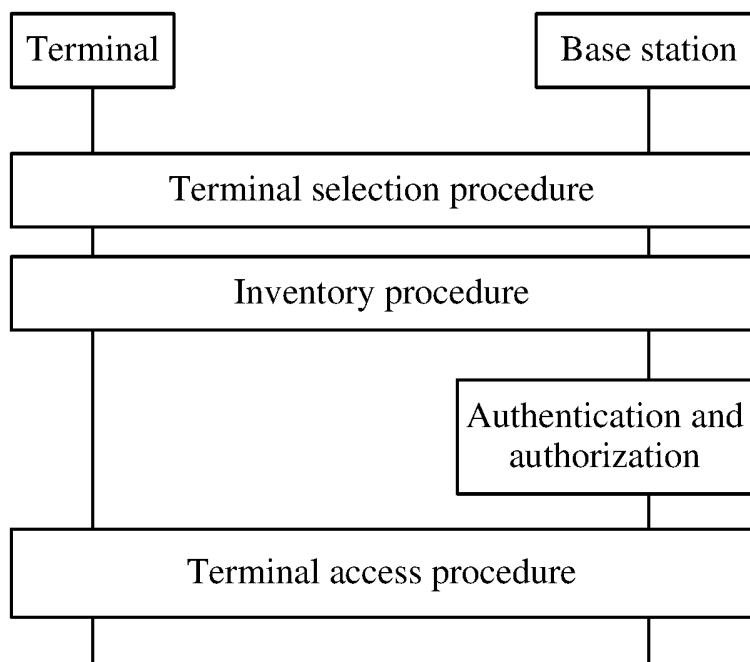 Terminal
Base station
Terminal selection procedure
Inventory procedure
Authentication and
authorization
Terminal access procedure